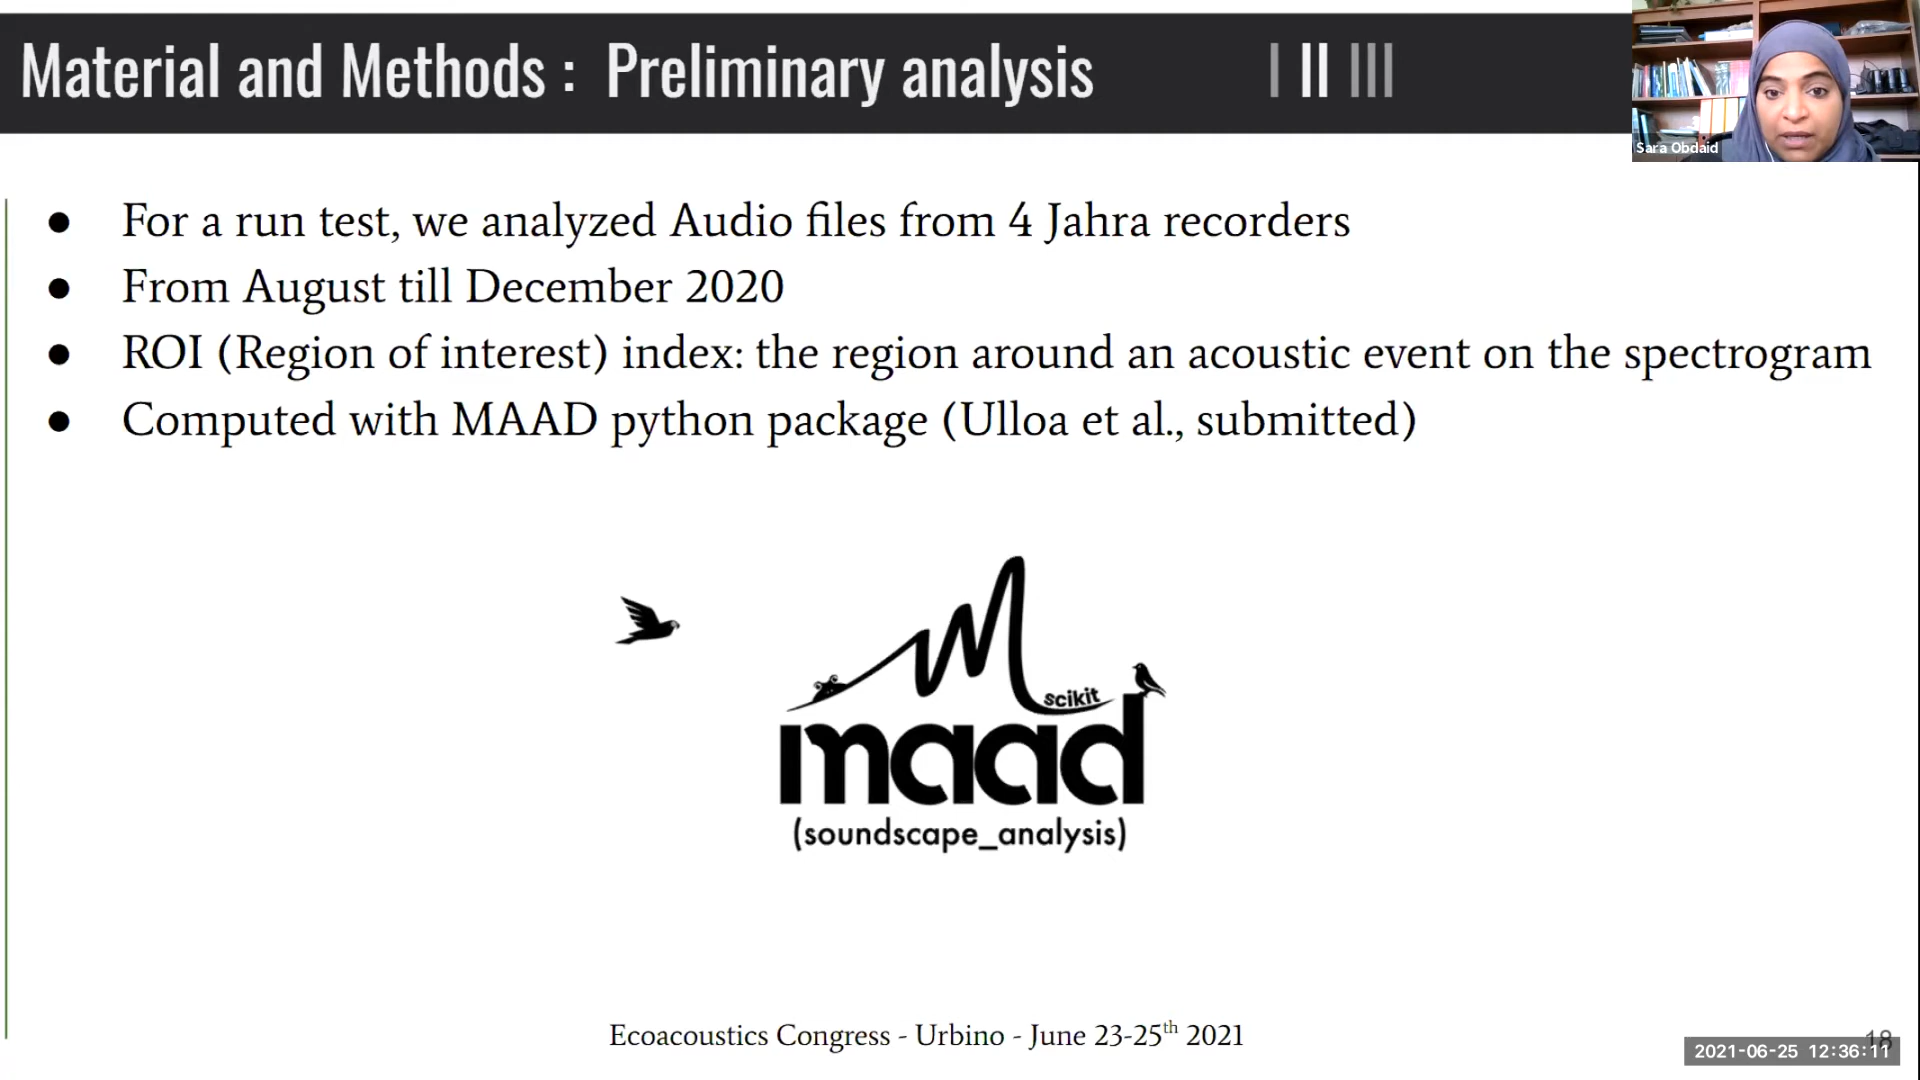 Material and Methods : Preliminary analysis I II III
Sara Obdaid
● For a run test, we analyzed Audio files from 4 Jahra recorders
● From August till December 2020
● ROI (Region of interest) index: the region around an acoustic event on the spectrogram
● Computed with MAAD python package (Ulloa et al., submitted)
scikit
maad
(soundscape_analysis)
Ecoacoustics Congress - Urbino - June 23-25th 2021
18
2021-06-25 12:36:11